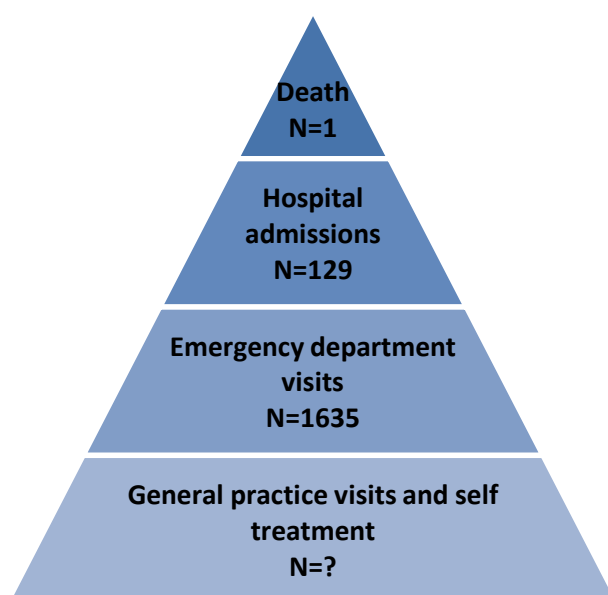 Death
N=1
Hospital
admissions
N=129
Emergency department
visits
N=1635
General practice visits and self
treatment
N=?